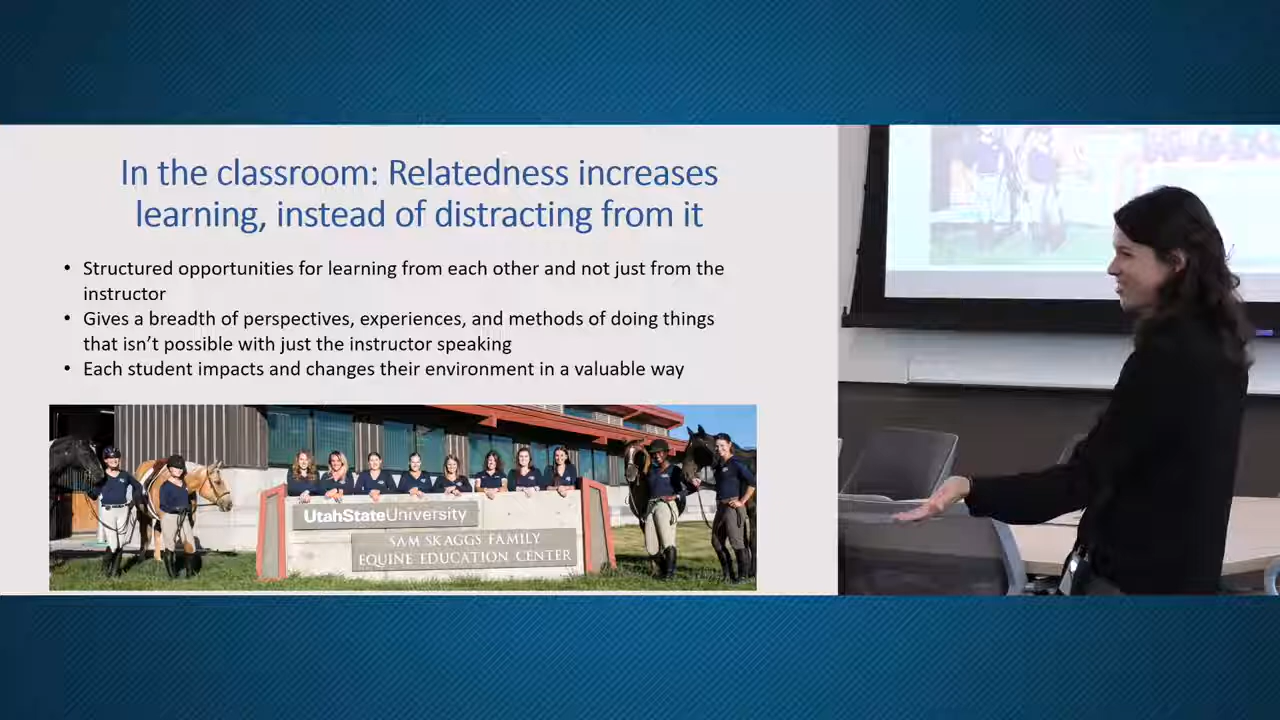 In the classroom: Relatedness increases
learning, instead of distracting from it
• Structured opportunities for learning from each other and not just from the
instructor
• Gives a breadth of perspectives, experiences, and methods of doing things
that isn’t possible with just the instructor speaking
• Each student impacts and changes their environment in a valuable way
UtahStateUniversity
SAM SKAGGS FAMILY
EQUINE EDUCATION CENTER